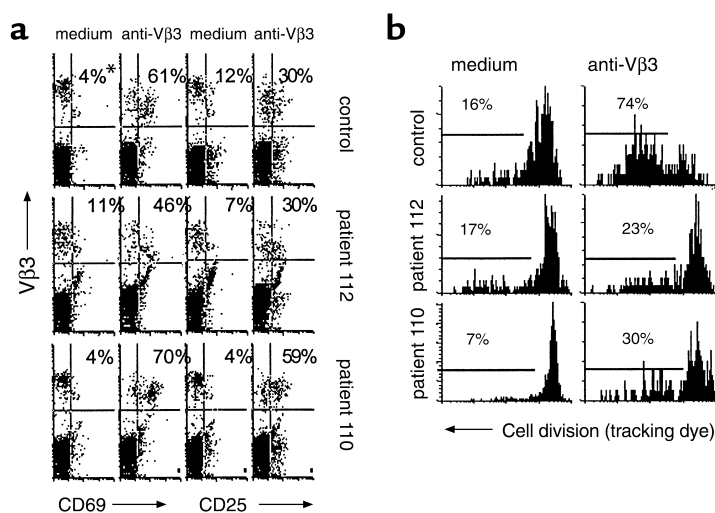 a
medium anti-Vβ3 medium anti-Vβ3
4%* 61% 12% 30%
control
11% 46% 7% 30%
patient 112
4% 70% 4% 59%
patient 110
Vβ3
CD69 CD25
b
medium anti-Vβ3
control
16% 74%
patient 112
17% 23%
patient 110
7% 30%
Cell division (tracking dye)